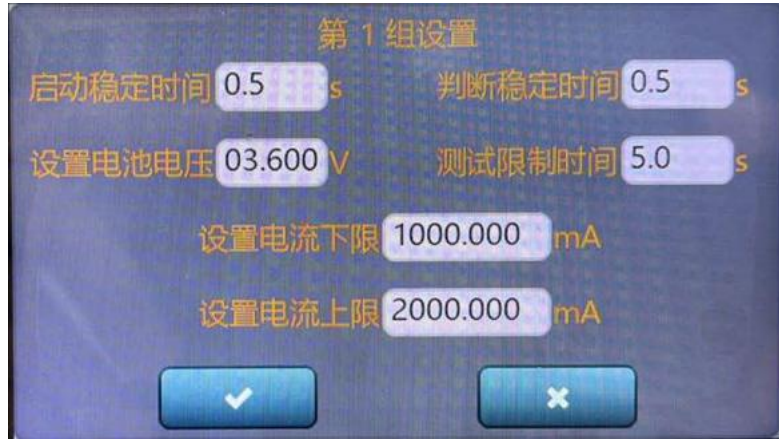 第 1 组设置
启动稳定时间 0.5 s 判断稳定时间 0.5 s
设置电池电压 03.600 V 测试限制时间 5.0 s
设置电流下限 1000.000 mA
设置电流上限 2000.000 mA